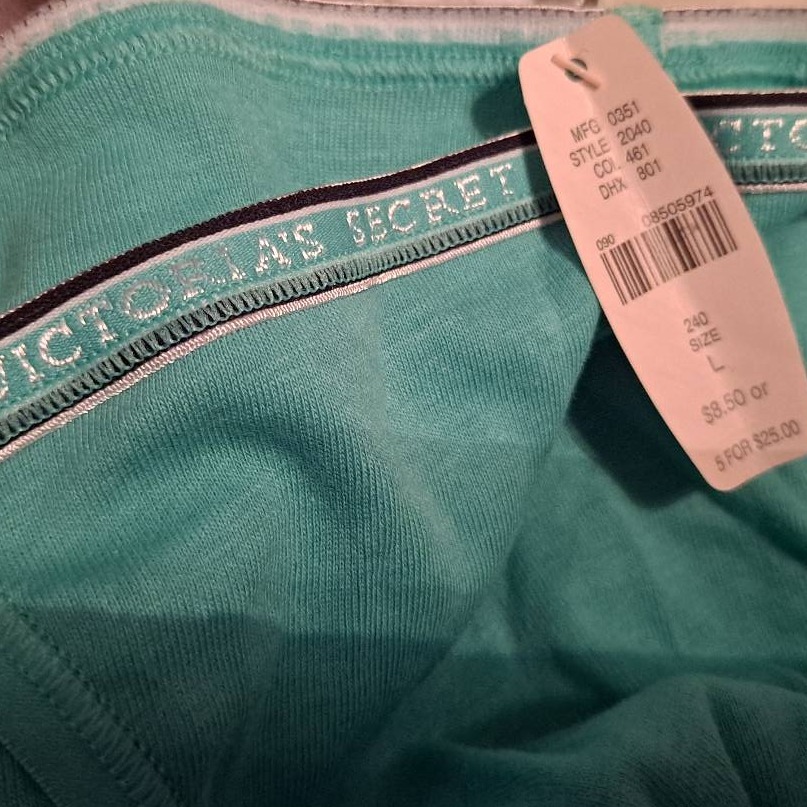 VICTORIA'S SECRET
CTO
MFG 0351
STYLE 2040
COL 461
DHX 801
08505974
090
240
SIZE
L
$8.50 or
5 FOR $25.00